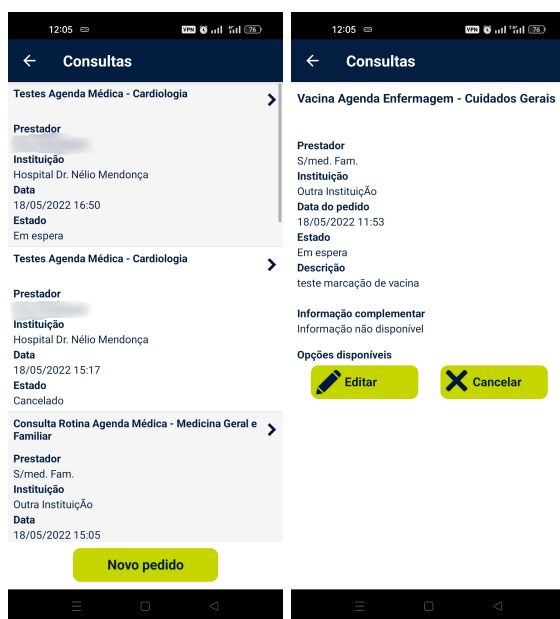 12:05
VPN
76
Consultas
Testes Agenda Médica - Cardiologia
Prestador
Instituição
Hospital Dr. Nélio Mendonça
Data
18/05/2022 16:50
Estado
Em espera
Testes Agenda Médica - Cardiologia
Prestador
Instituição
Hospital Dr. Nélio Mendonça
Data
18/05/2022 15:17
Estado
Cancelado
Consulta Rotina Agenda Médica - Medicina Geral e
Familiar
Prestador
S/med. Fam.
Instituição
Outra InstituiçÃo
Data
18/05/2022 15:05
Novo pedido
12:05
VPN
76
Consultas
Vacina Agenda Enfermagem - Cuidados Gerais
Prestador
S/med. Fam.
Instituição
Outra InstituiçÃo
Data do pedido
18/05/2022 11:53
Estado
Em espera
Descrição
teste marcação de vacina
Informação complementar
Informação não disponível
Opções disponíveis
Editar
Cancelar